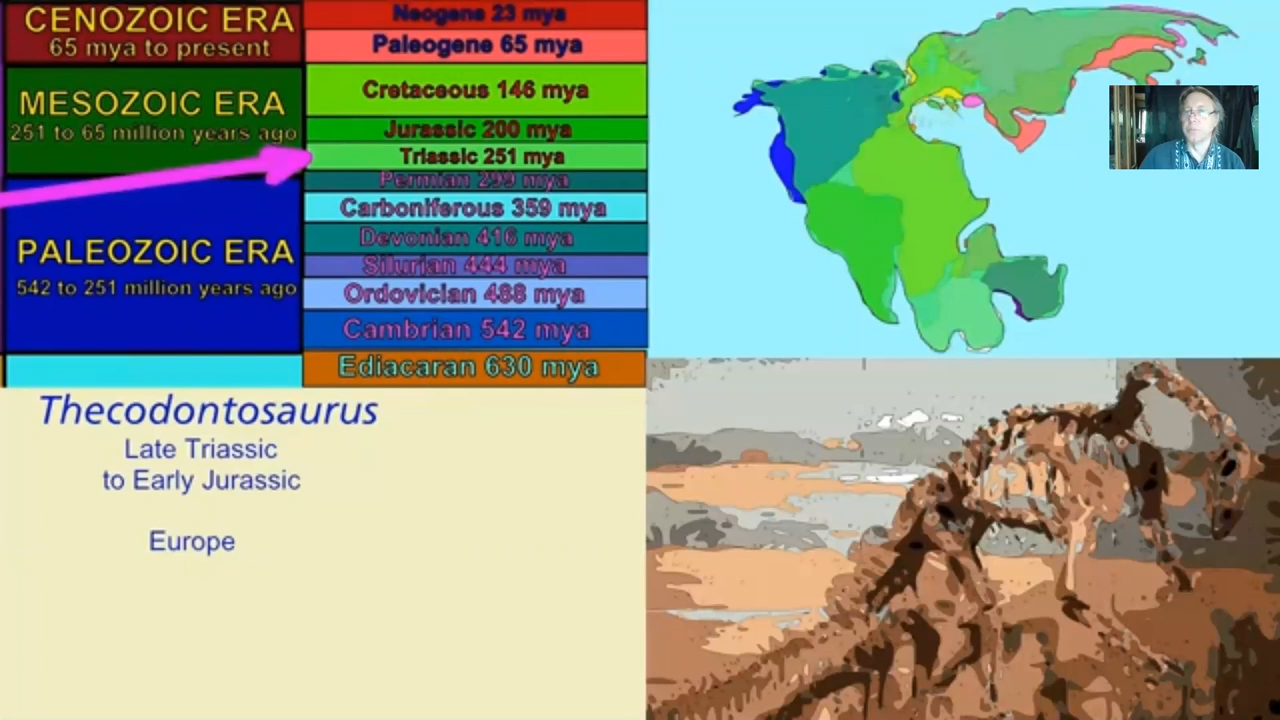 CENOZOIC ERA
65 mya to present
MESOZOIC ERA
251 to 65 million years ago
PALEOZOIC ERA
542 to 251 million years ago
Neogene 23 mya
Paleogene 65 mya
Cretaceous 146 mya
Jurassic 200 mya
Triassic 251 mya
Permian 299 mya
Carboniferous 359 mya
Devonian 416 mya
Silurian 444 mya
Ordovician 488 mya
Cambrian 542 mya
Ediacaran 630 mya
Thecodontosaurus
Late Triassic
to Early Jurassic
Europe